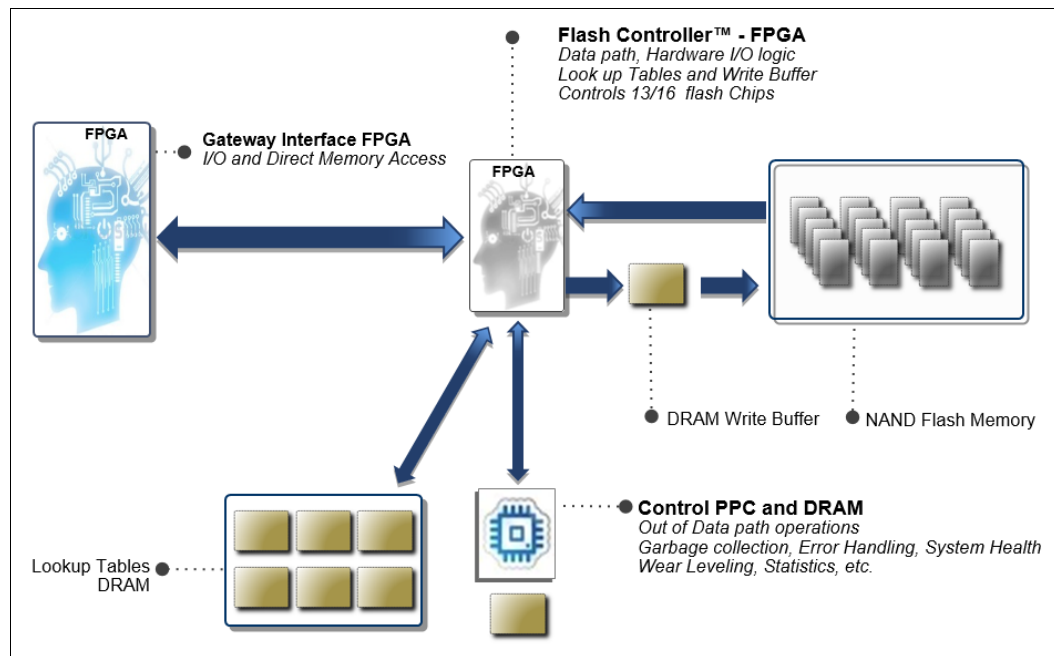 Flash Controller™ - FPGA
Data path, Hardware I/O logic
Look up Tables and Write Buffer
Controls 13/16  flash Chips
FPGA
Gateway Interface FPGA
I/O and Direct Memory Access
FPGA
DRAM Write Buffer
NAND Flash Memory
Control PPC and DRAM
Out of Data path operations
Garbage collection, Error Handling, System Health
Wear Leveling, Statistics, etc.
Lookup Tables
DRAM